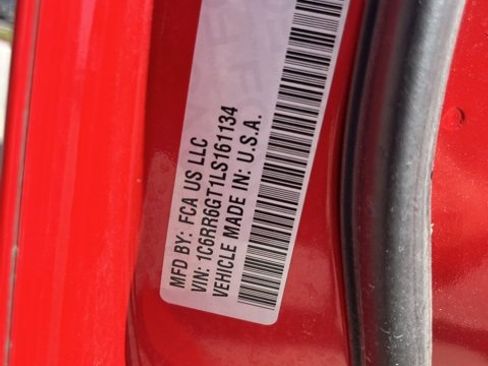 MFD BY: FCA US LLC
VIN: 1C6RR6GT1LS161134
VEHICLE MADE IN: U.S.A.